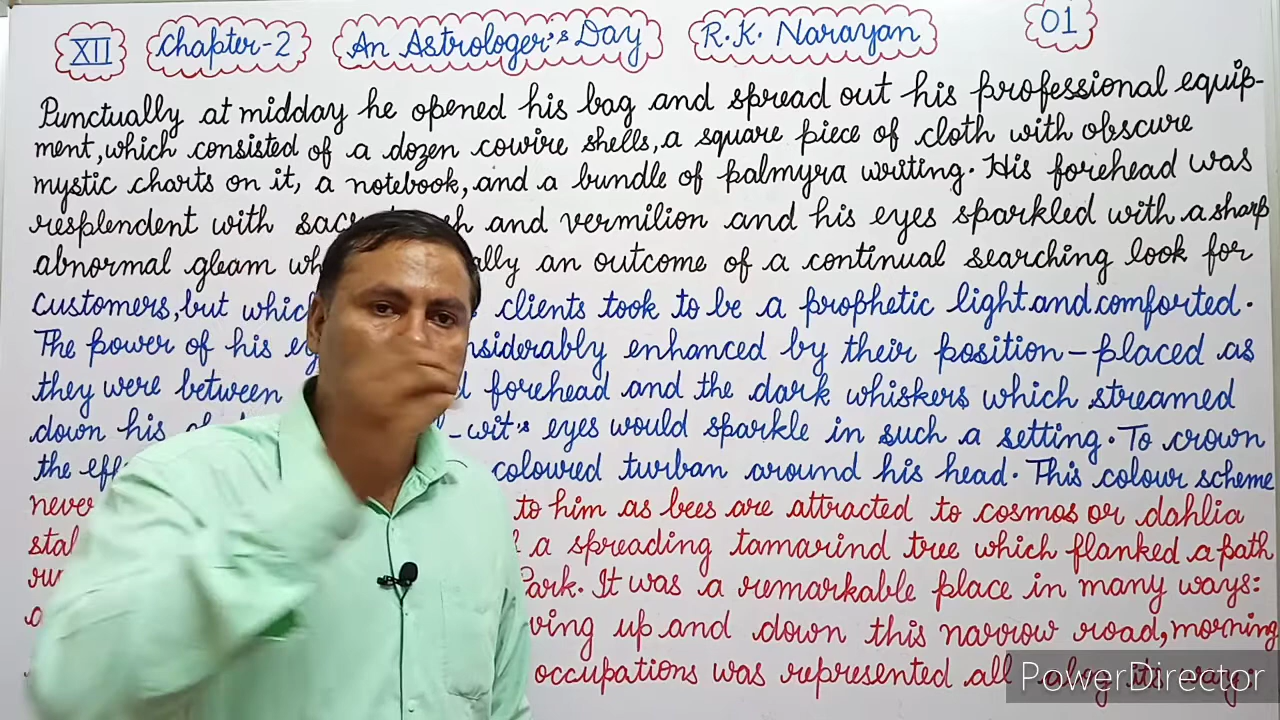 XII chapter-2 An Astrologer's Day R.K. Narayan 01
Punctually at midday he opened his bag and spread out his professional equip-
ment, which consisted of a dozen cowire shells, a square piece of cloth with obscure
mystic charts on it, a notebook, and a bundle of palmyra writing. His forehead was
resplendent with and vermilion and his eyes sparkled with a sharp
abnormal gleam an outcome of a continual searching look for
customers, but clients took to be a prophetic light and comforted.
The power of his enhanced by their position - placed as
they were between forehead and the dark whiskers which streamed
down his -wit's eyes would sparkle in such a setting. To crown
the coloured turban around his head. This colour scheme
never to him as bees are attracted to cosmos or dahlia
a spreading tamarind tree which flanked a path
Park. It was a remarkable place in many ways:
up and down this narrow road, morning
occupations was represented all its way
PowerDirector